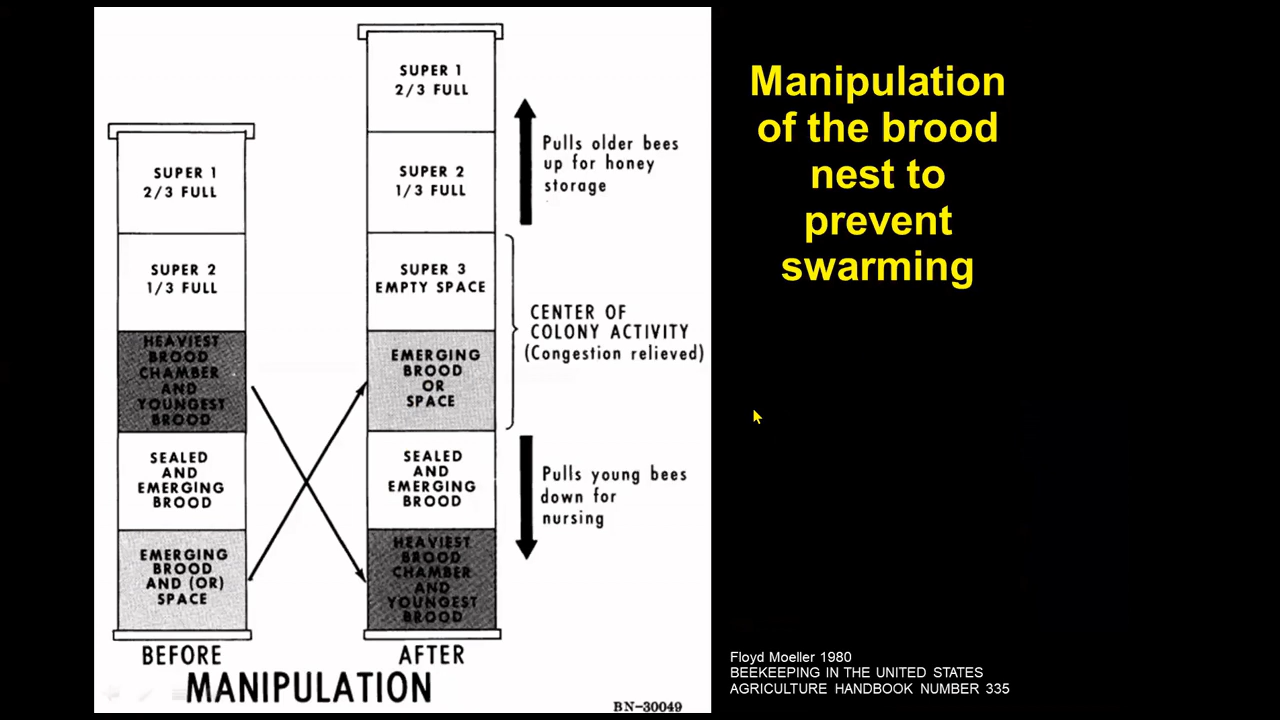 SUPER 1
2/3 FULL
SUPER 2
1/3 FULL
HEAVIEST
BROOD
CHAMBER
AND
YOUNGEST
BROOD
SEALED
AND
EMERGING
BROOD
EMERGING
BROOD
AND (OR)
SPACE
BEFORE
SUPER 1
2/3 FULL
SUPER 2
1/3 FULL
SUPER 3
EMPTY SPACE
EMERGING
BROOD
OR
SPACE
SEALED
AND
EMERGING
BROOD
HEAVIEST
BROOD
CHAMBER
AND
YOUNGEST
BROOD
AFTER
Pulls older bees
up for honey
storage
CENTER OF
COLONY ACTIVITY
(Congestion relieved)
Pulls young bees
down for
nursing
MANIPULATION
BN-30049
Manipulation
of the brood
nest to
prevent
swarming
Floyd Moeller 1980
BEEKEEPING IN THE UNITED STATES
AGRICULTURE HANDBOOK NUMBER 335